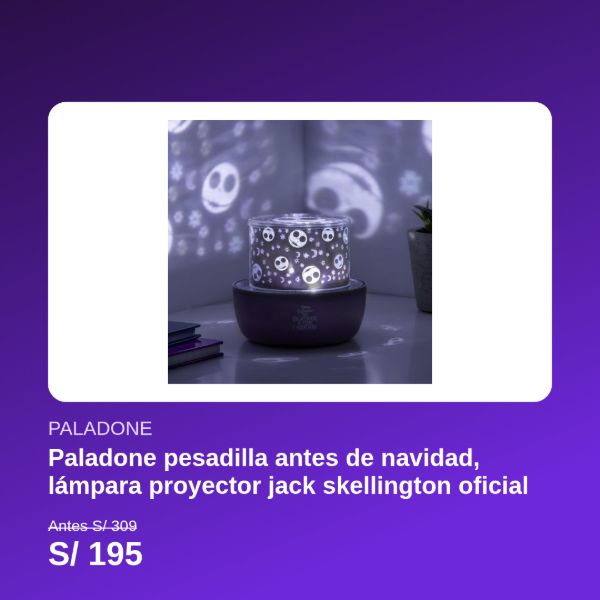 PALADONE
Paladone pesadilla antes de navidad,
lámpara proyector jack skellington oficial
Antes S/ 309
S/ 195